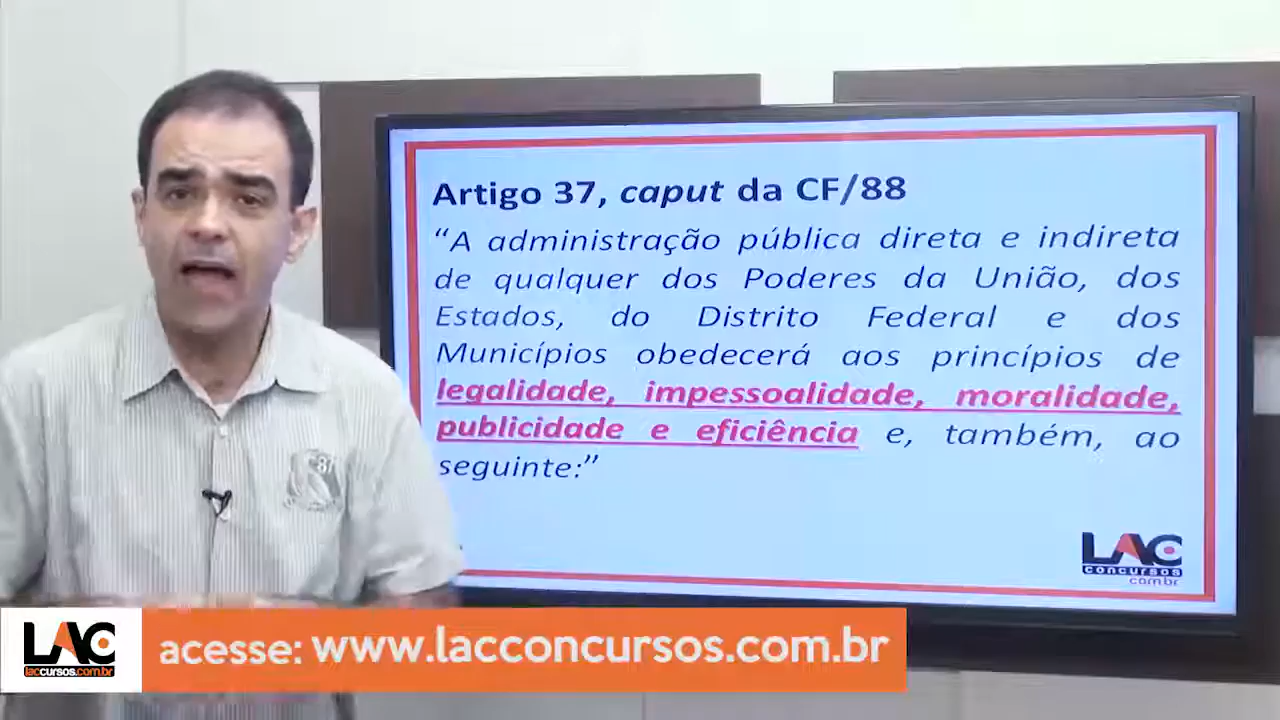 Artigo 37, caput da CF/88
“A administração pública direta e indireta
de qualquer dos Poderes da União, dos
Estados, do Distrito Federal e dos
Municípios obedecerá aos princípios de
legalidade, impessoalidade, moralidade,
publicidade e eficiência e, também, ao
seguinte:”
LAC
concursos
.com.br
LAC
laccursos.com.br
acesse: www.lacconcursos.com.br